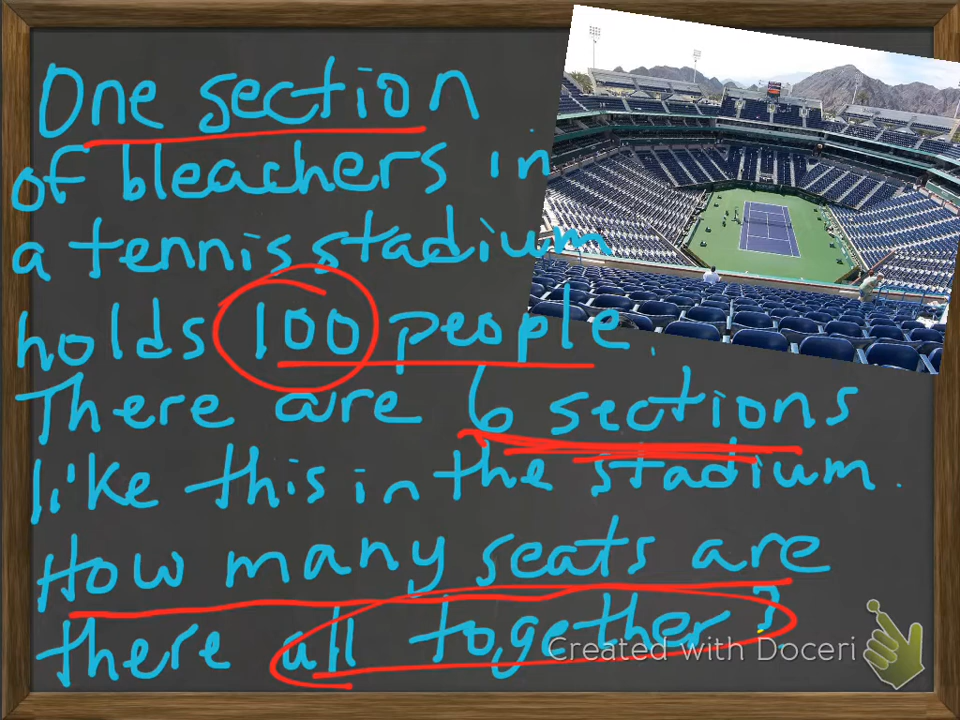 One section
of bleachers in
a tennis stadium
holds 100 people.
There are 6 sections
like this in the stadium.
How many seats are
there all together?
Created with Doceri